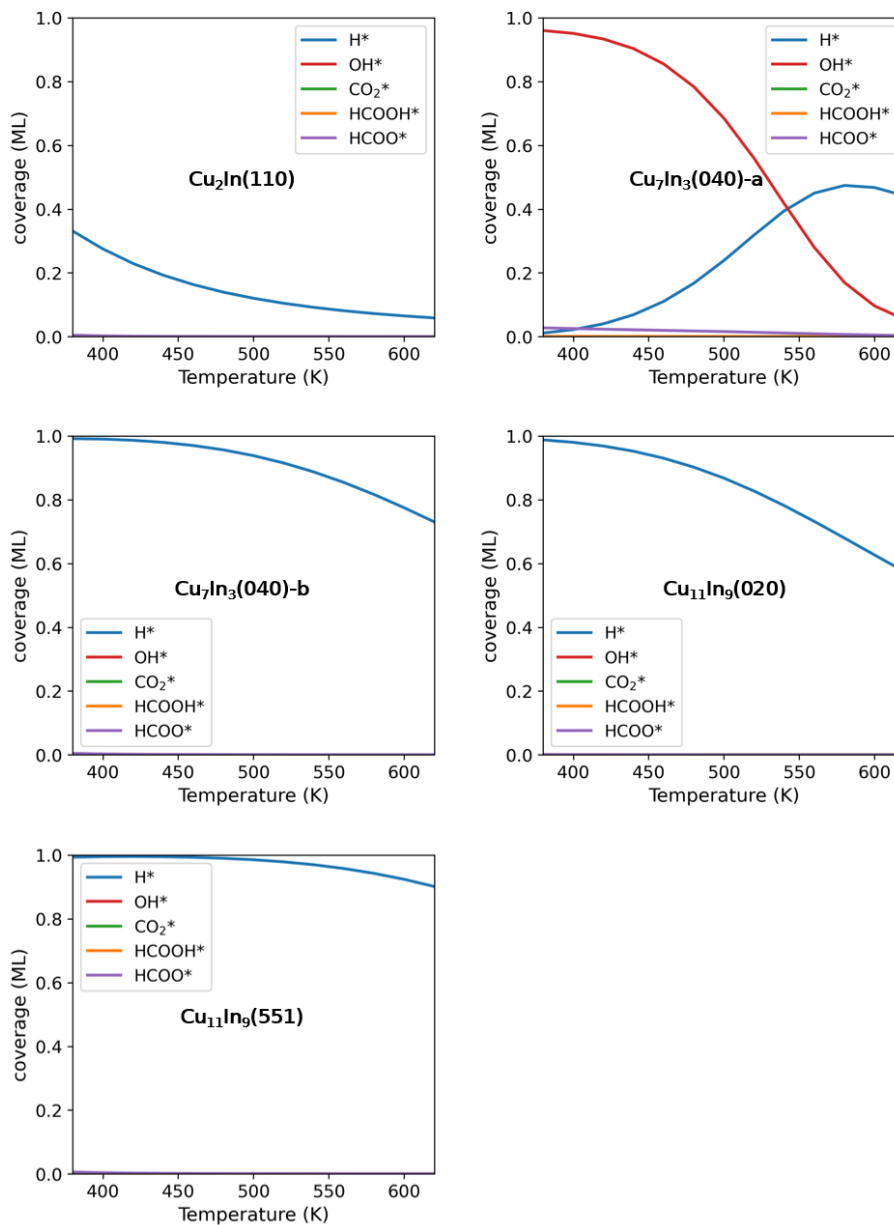 1.0
0.8
0.6
0.4
0.2
0.0
coverage (ML)
H*
OH*
CO₂*
HCOOH*
HCOO*
Cu₂In(110)
400 450 500 550 600
Temperature (K)
1.0
0.8
0.6
0.4
0.2
0.0
coverage (ML)
H*
OH*
CO₂*
HCOOH*
HCOO*
Cu₇In₃(040)-a
400 450 500 550 600
Temperature (K)
1.0
0.8
0.6
0.4
0.2
0.0
coverage (ML)
Cu₇In₃(040)-b
H*
OH*
CO₂*
HCOOH*
HCOO*
400 450 500 550 600
Temperature (K)
1.0
0.8
0.6
0.4
0.2
0.0
coverage (ML)
Cu₁₁In₉(020)
H*
OH*
CO₂*
HCOOH*
HCOO*
400 450 500 550 600
Temperature (K)
1.0
0.8
0.6
0.4
0.2
0.0
coverage (ML)
H*
OH*
CO₂*
HCOOH*
HCOO*
Cu₁₁In₉(551)
400 450 500 550 600
Temperature (K)